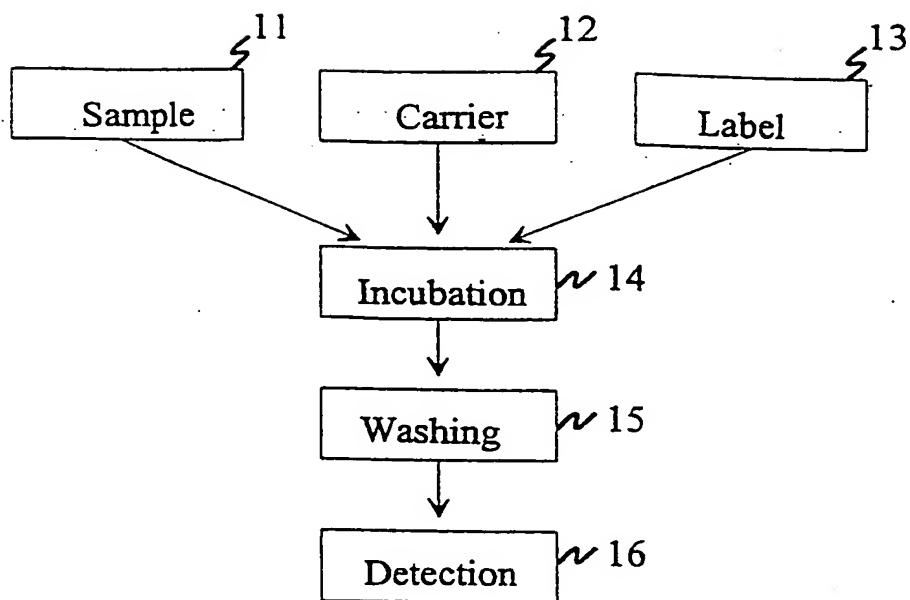 11 12 13
Sample Carrier Label
Incubation 14
Washing 15
Detection 16